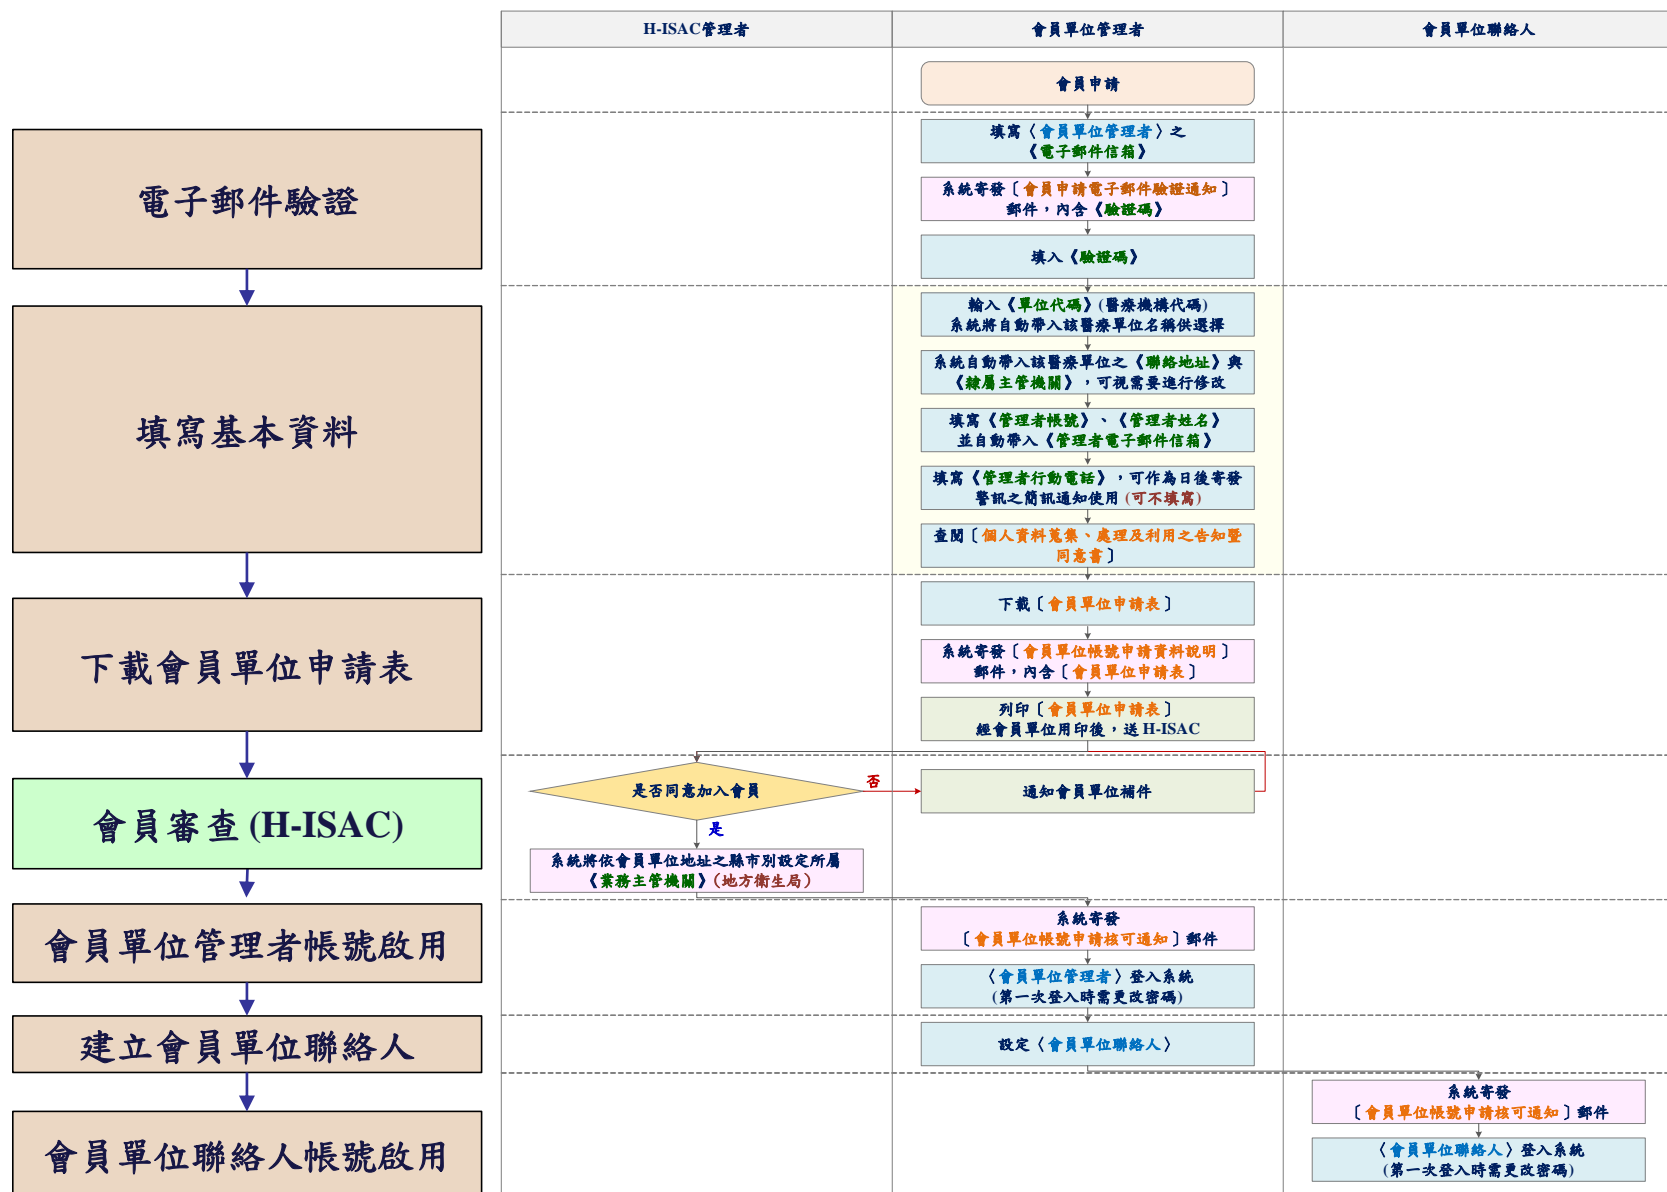 電子郵件驗證
填寫基本資料
下載會員單位申請表
會員審查 (H-ISAC)
會員單位管理者帳號啟用
建立會員單位聯絡人
會員單位聯絡人帳號啟用
H-ISAC管理者
會員單位管理者
會員單位聯絡人
會員申請
填寫〈會員單位管理者〉之
《電子郵件信箱》
系統寄發〔會員申請電子郵件驗證通知〕
郵件，內含《驗證碼》
填入《驗證碼》
輸入《單位代碼》(醫療機構代碼)
系統將自動帶入該醫療單位名稱供選擇
系統自動帶入該醫療單位之《聯絡地址》與
《隸屬主管機關》，可視需要進行修改
填寫《管理者帳號》、《管理者姓名》
並自動帶入《管理者電子郵件信箱》
填寫《管理者行動電話》，可作為日後寄發
警訊之簡訊通知使用 (可不填寫)
查閱〔個人資料蒐集、處理及利用之告知暨
同意書〕
下載〔會員單位申請表〕
系統寄發〔會員單位帳號申請資料說明〕
郵件，內含〔會員單位申請表〕
列印〔會員單位申請表〕
經會員單位用印後，送 H-ISAC
是否同意加入會員
否
通知會員單位補件
是
系統將依會員單位地址之縣市別設定所屬
《業務主管機關》(地方衛生局)
系統寄發
〔會員單位帳號申請核可通知〕郵件
〈會員單位管理者〉登入系統
(第一次登入時需更改密碼)
設定〈會員單位聯絡人〉
系統寄發
〔會員單位帳號申請核可通知〕郵件
〈會員單位聯絡人〉登入系統
(第一次登入時需更改密碼)